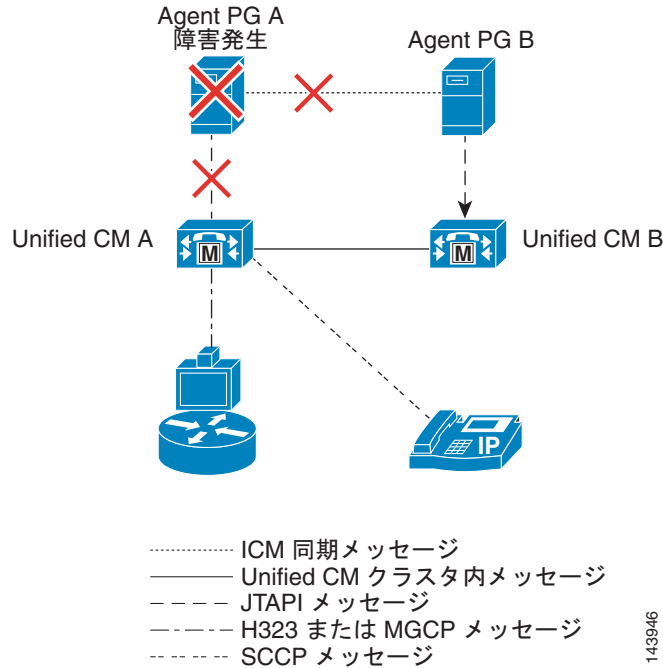 Agent PG A
障害発生
Agent PG B
Unified CM A
M
M
Unified CM B
IP
ICM 同期メッセージ
Unified CM クラスタ内メッセージ
JTAPI メッセージ
H323 または MGCP メッセージ
SCCP メッセージ
143946